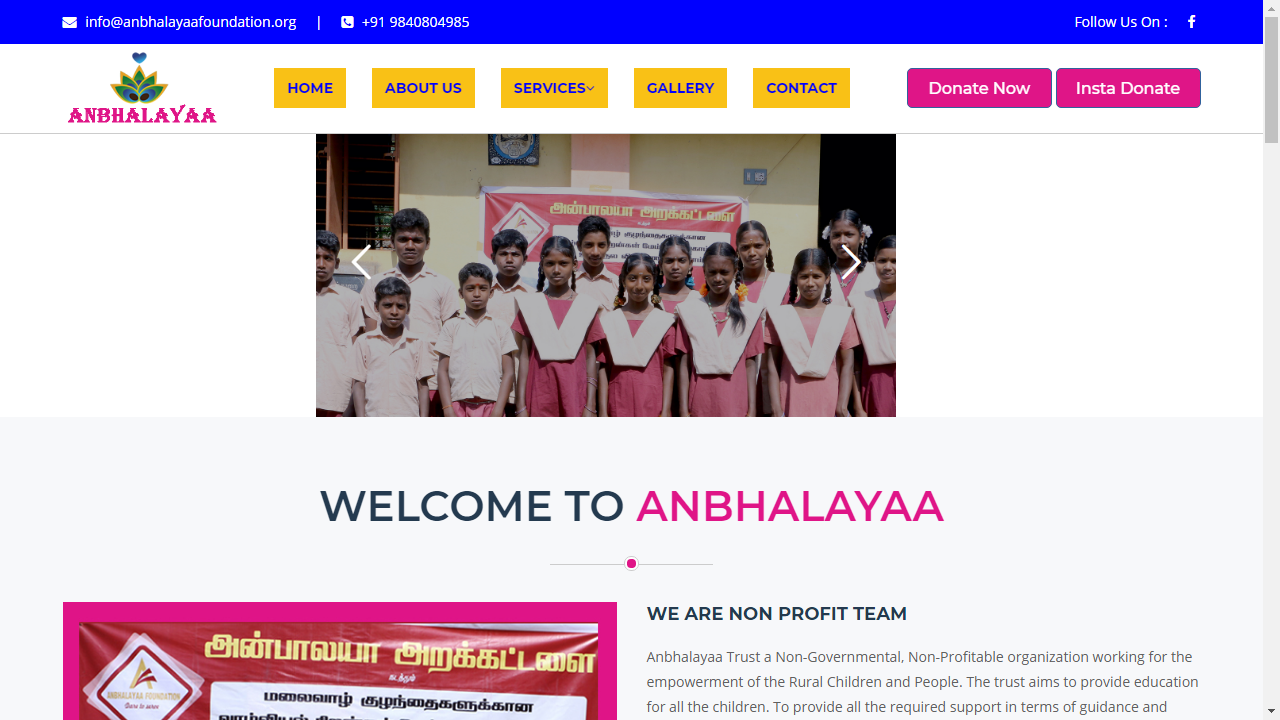 info@anbhalayaafoundation.org | +91 9840804985 Follow Us On :
ANBHALAYAA
HOME ABOUT US SERVICES GALLERY CONTACT Donate Now Insta Donate
அன்பாலயா அறக்கட்டளை
WELCOME TO ANBHALAYAA
அன்பாலயா அறக்கட்டளை
நடத்தும்
ANBHALAYAA FOUNDATION
மலைவாழ் குழந்தைகளுக்கான
WE ARE NON PROFIT TEAM
Anbhalayaa Trust a Non-Governmental, Non-Profitable organization working for the
empowerment of the Rural Children and People. The trust aims to provide education
for all the children. To provide all the required support in terms of guidance and